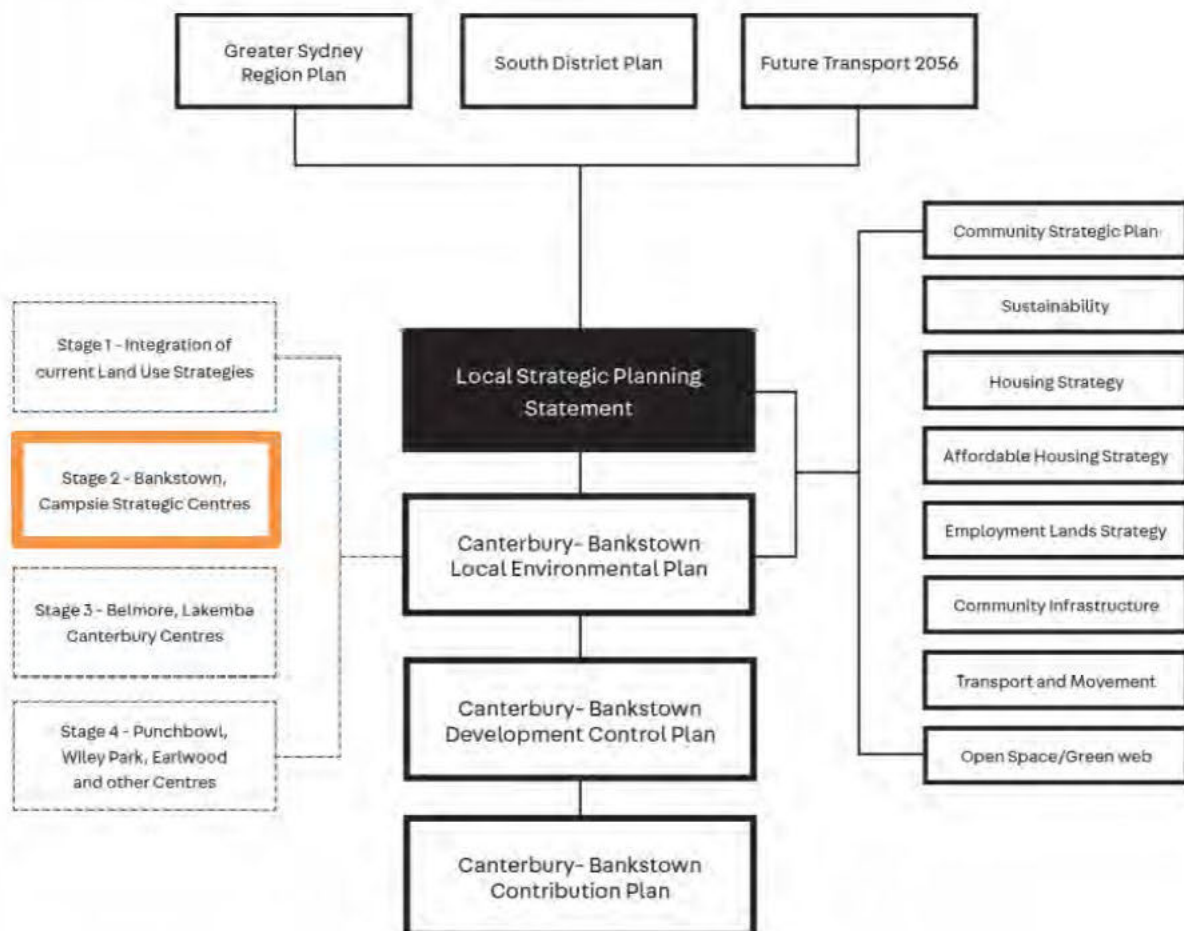 Greater Sydney
Region Plan
South District Plan
Future Transport 2056
Community Strategic Plan
Sustainability
Housing Strategy
Affordable Housing Strategy
Employment Lands Strategy
Community Infrastructure
Transport and Movement
Open Space/Green web
Stage 1 - Integration of
current Land Use Strategies
Stage 2 - Bankstown,
Campsie Strategic Centres
Stage 3 - Belmore, Lakemba
Canterbury Centres
Stage 4 - Punchbowl,
Wiley Park, Earlwood
and other Centres
Local Strategic Planning
Statement
Canterbury- Bankstown
Local Environmental Plan
Canterbury- Bankstown
Development Control Plan
Canterbury- Bankstown
Contribution Plan